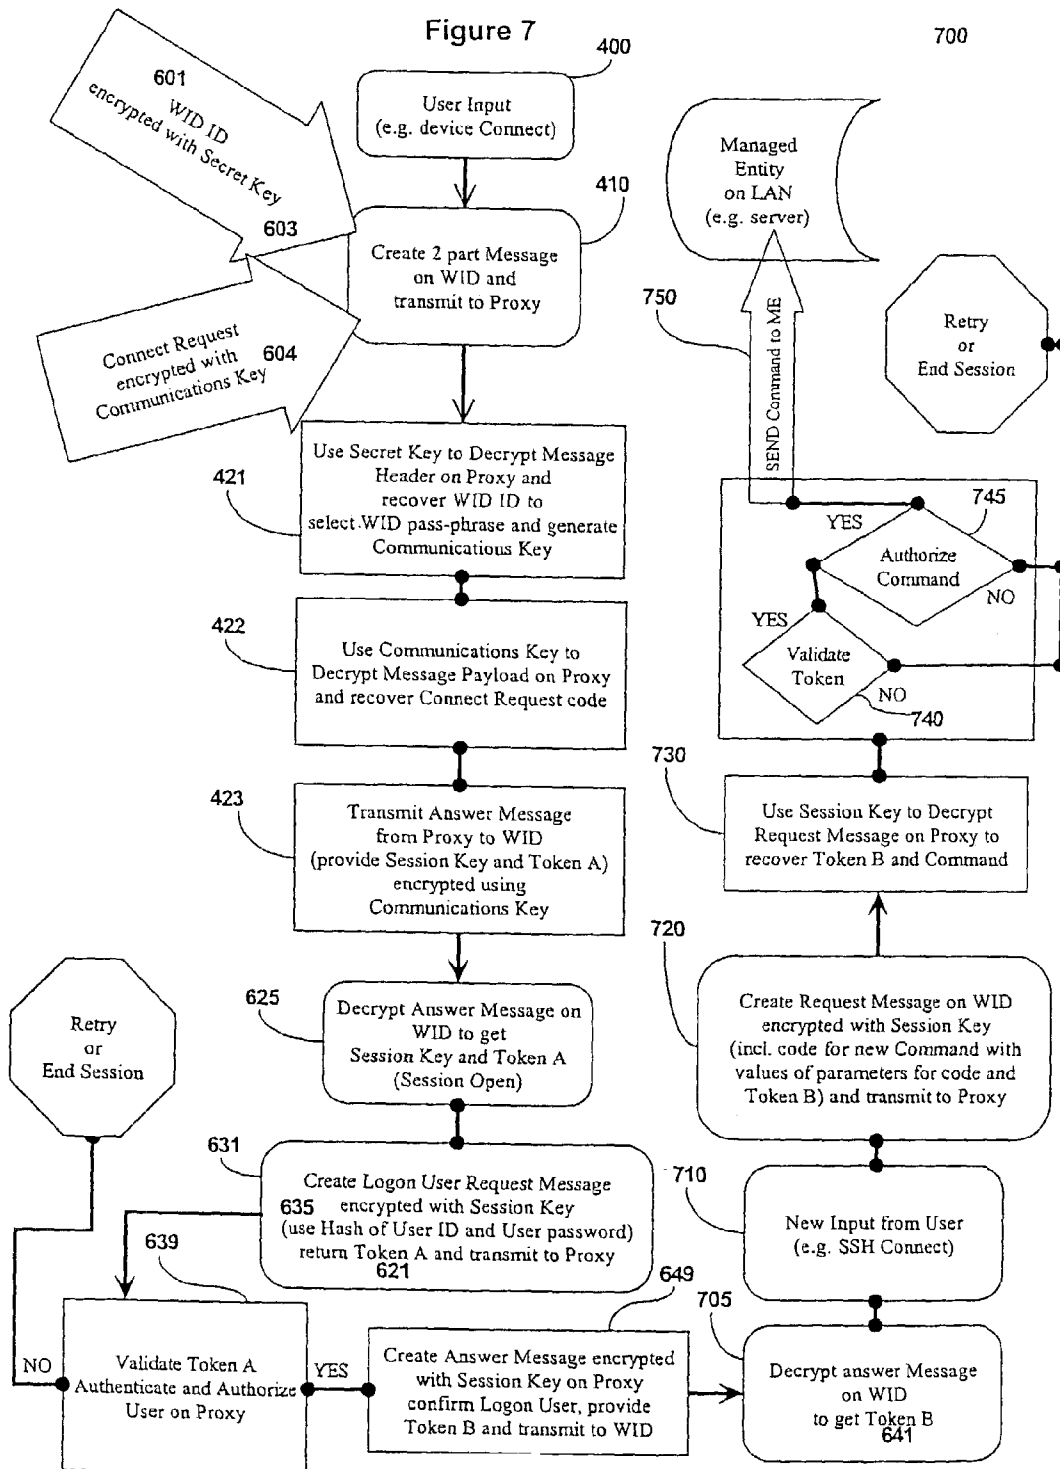 Figure 7
700
400
User Input
(e.g. device Connect)
601
WID ID
encrypted with Secret Key
603
410
Create 2 part Message
on WID and
transmit to Proxy
Connect Request
encrypted with
Communications Key
604
421
Use Secret Key to Decrypt Message
Header on Proxy and
recover WID ID to
select WID pass-phrase and generate
Communications Key
422
Use Communications Key to
Decrypt Message Payload on Proxy
and recover Connect Request code
423
Transmit Answer Message
from Proxy to WID
(provide Session Key and Token A)
encrypted using
Communications Key
625
Decrypt Answer Message on
WID to get
Session Key and Token A
(Session Open)
Retry
or
End Session
631
Create Logon User Request Message
635 encrypted with Session Key
(use Hash of User ID and User password)
return Token A and transmit to Proxy
621
639
NO
Validate Token A
Authenticate and Authorize
User on Proxy
YES
649
Create Answer Message encrypted
with Session Key on Proxy
confirm Logon User, provide
Token B and transmit to WID
705
Decrypt answer Message
on WID
to get Token B
641
710
New Input from User
(e.g. SSH Connect)
720
Create Request Message on WID
encrypted with Session Key
(incl. code for new Command with
values of parameters for code and
Token B) and transmit to Proxy
730
Use Session Key to Decrypt
Request Message on Proxy to
recover Token B and Command
Validate
Token
740
NO
YES
Authorize
Command
745
NO
YES
750
SEND Command to ME
Managed
Entity
on LAN
(e.g. server)
Retry
or
End Session